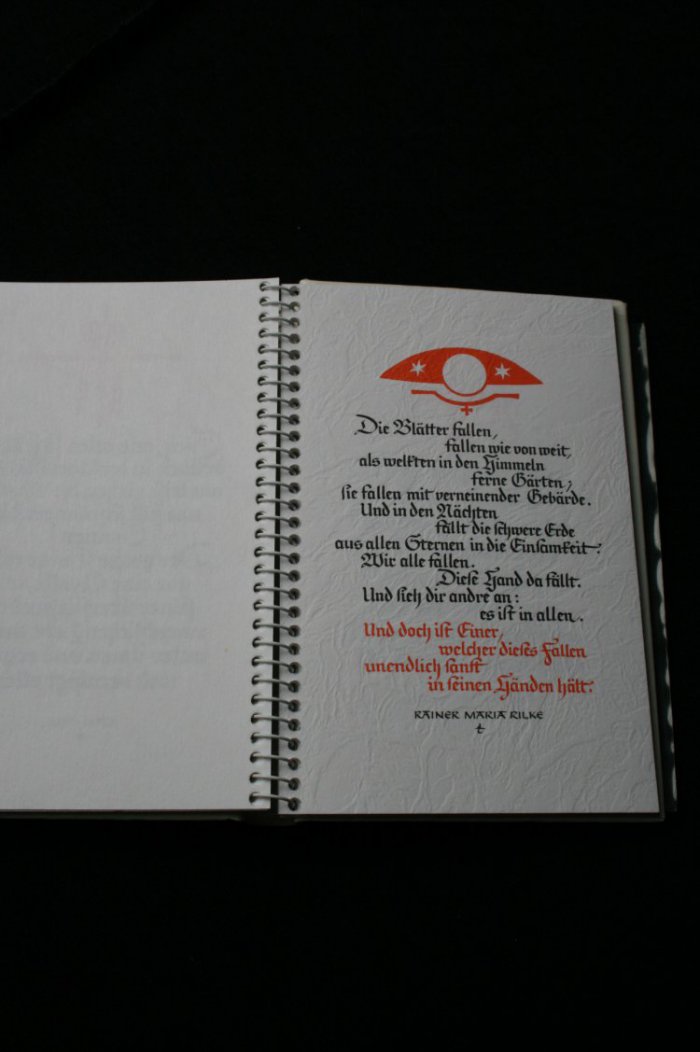 Die Blätter fallen,
fallen wie von weit,
als welkten in den Himmeln
ferne Gärten;
sie fallen mit verneinender Gebärde.
Und in den Nächten
fällt die schwere Erde
aus allen Sternen in die Einsamkeit.
Wir alle fallen.
Diese Hand da fällt.
Und sieh dir andre an:
es ist in allen.
Und doch ist Einer,
welcher dieses Fallen
unendlich sanft
in seinen Händen hält.
RAINER MARIA RILKE